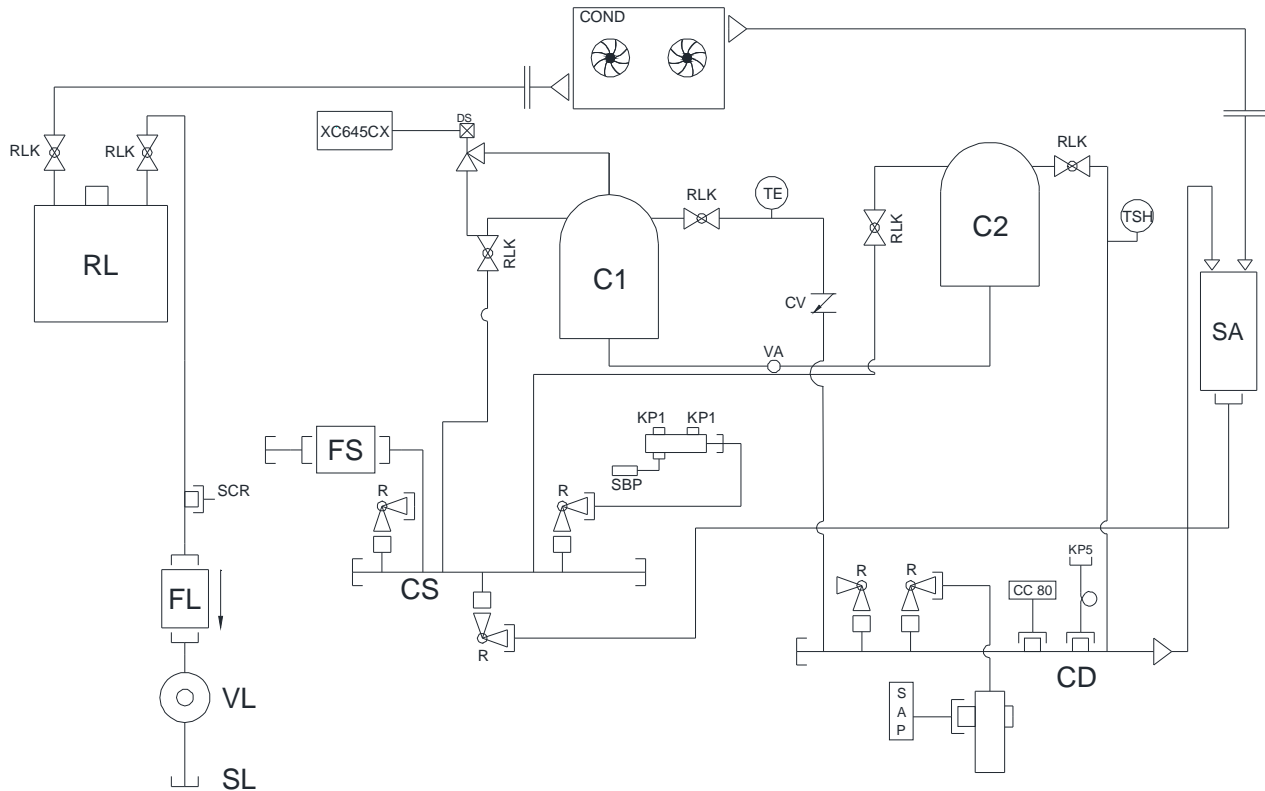 COND
XC645CX
DS
RLK
RLK
RLK
RLK
TE
RLK
TSH
RL
C1
RLK
C2
CV
SA
VA
KP1
KP1
FS
SBP
R
R
SCR
KP5
R
R
CC 80
FL
CS
R
CD
VL
S
A
P
SL